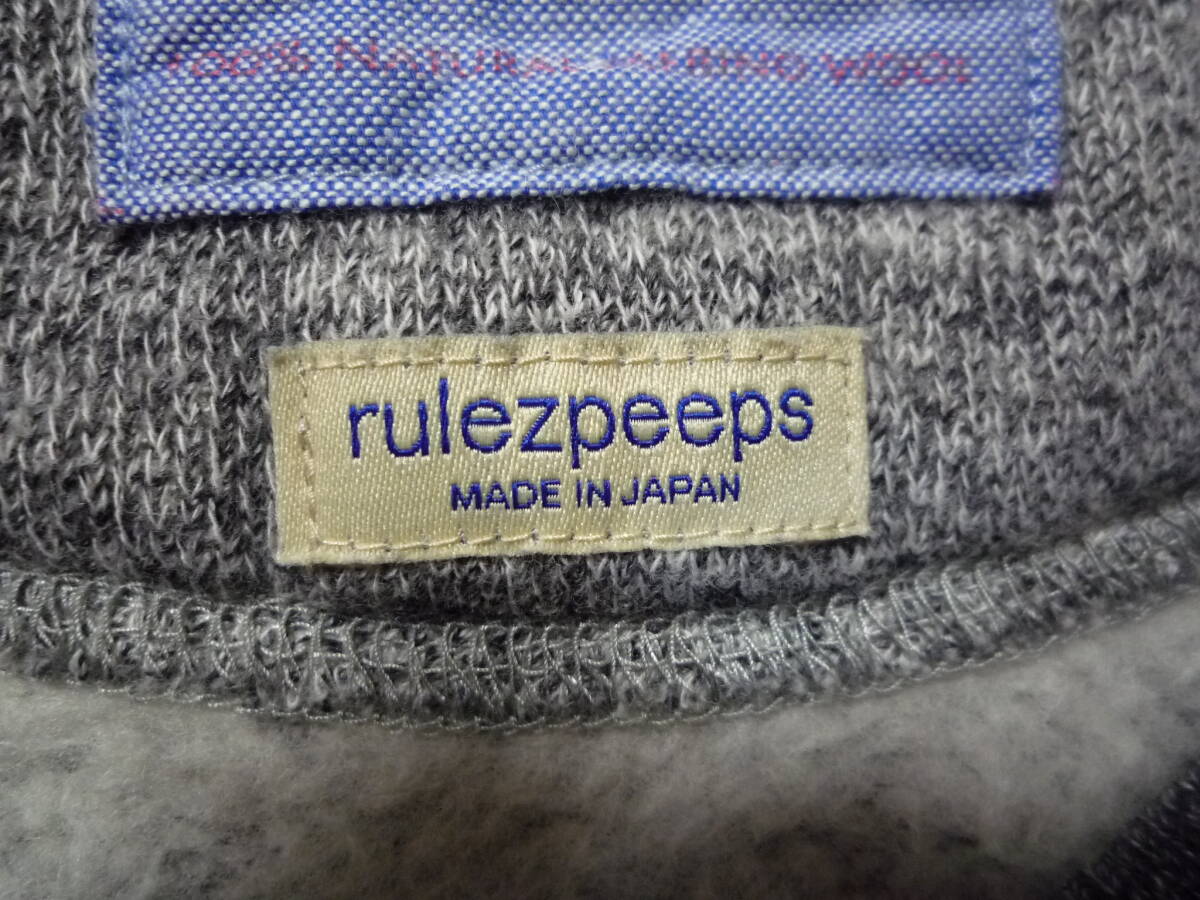 100% NATURAL MERINO WOOL
rulezpeeps
MADE IN JAPAN